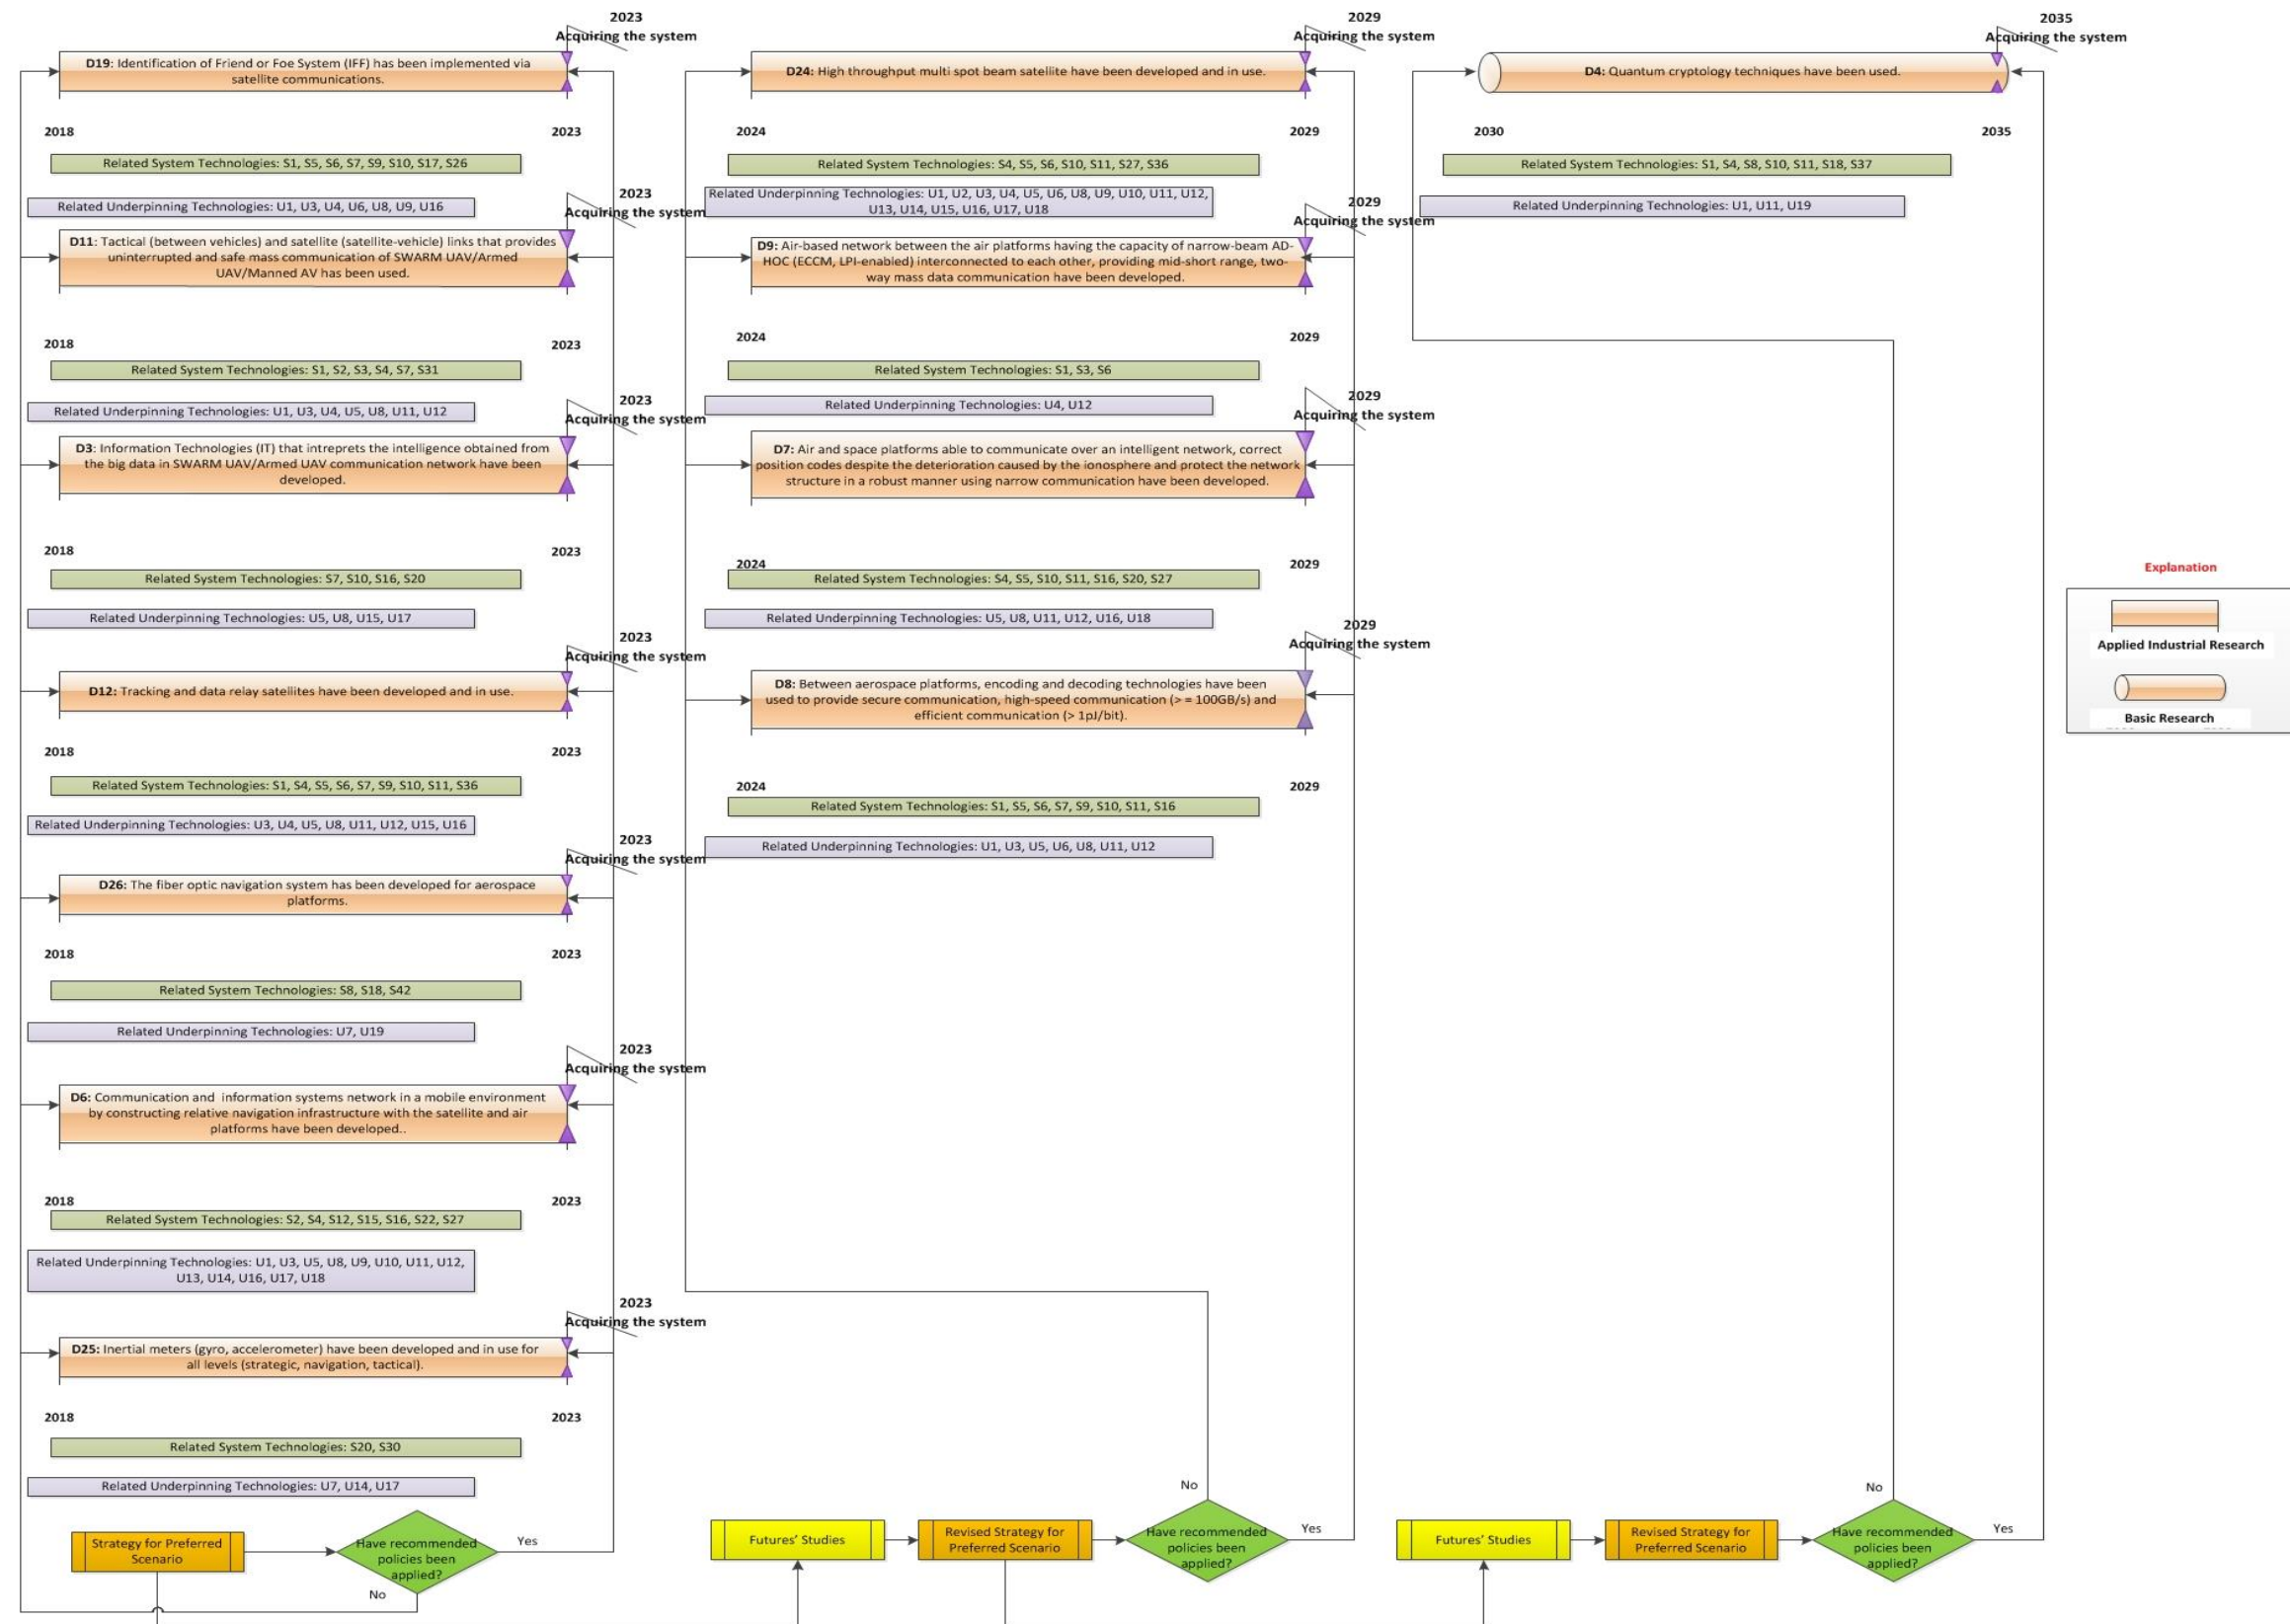 2023
Acquiring the system
D19: Identification of Friend or Foe System (IFF) has been implemented via
satellite communications.
2018
2023
Related System Technologies: S1, S5, S6, S7, S9, S10, S17, S26
Related Underpinning Technologies: U1, U3, U4, U6, U8, U9, U16
2023
Acquiring the system
D11: Tactical (between vehicles) and satellite (satellite-vehicle) links that provides
uninterrupted and safe mass communication of SWARM UAV/Armed
UAV/Manned AV has been used.
2018
2023
Related System Technologies: S1, S2, S3, S4, S7, S31
Related Underpinning Technologies: U1, U3, U4, U5, U8, U11, U12
2023
Acquiring the system
D3: Information Technologies (IT) that intreprets the intelligence obtained from
the big data in SWARM UAV/Armed UAV communication network have been
developed.
2018
2023
Related System Technologies: S7, S10, S16, S20
Related Underpinning Technologies: U5, U8, U15, U17
2023
Acquiring the system
D12: Tracking and data relay satellites have been developed and in use.
2018
2023
Related System Technologies: S1, S4, S5, S6, S7, S9, S10, S11, S36
Related Underpinning Technologies: U3, U4, U5, U8, U11, U12, U15, U16
2023
Acquiring the system
D26: The fiber optic navigation system has been developed for aerospace
platforms.
2018
2023
Related System Technologies: S8, S18, S42
Related Underpinning Technologies: U7, U19
2023
Acquiring the system
D6: Communication and information systems network in a mobile environment
by constructing relative navigation infrastructure with the satellite and air
platforms have been developed..
2018
2023
Related System Technologies: S2, S4, S12, S15, S16, S22, S27
Related Underpinning Technologies: U1, U3, U5, U8, U9, U10, U11, U12,
U13, U14, U16, U17, U18
2023
Acquiring the system
D25: Inertial meters (gyro, accelerometer) have been developed and in use for
all levels (strategic, navigation, tactical).
2018
2023
Related System Technologies: S20, S30
Related Underpinning Technologies: U7, U14, U17
Strategy for Preferred
Scenario
Have recommended
policies been
applied?
Yes
No
2029
Acquiring the system
D24: High throughput multi spot beam satellite have been developed and in use.
2024
2029
Related System Technologies: S4, S5, S6, S10, S11, S27, S36
Related Underpinning Technologies: U1, U2, U3, U4, U5, U6, U8, U9, U10, U11, U12,
U13, U14, U15, U16, U17, U18
2029
Acquiring the system
D9: Air-based network between the air platforms having the capacity of narrow-beam AD-
HOC (ECCM, LPI-enabled) interconnected to each other, providing mid-short range, two-
way mass data communication have been developed.
2024
2029
Related System Technologies: S1, S3, S6
Related Underpinning Technologies: U4, U12
2029
Acquiring the system
D7: Air and space platforms able to communicate over an intelligent network, correct
position codes despite the deterioration caused by the ionosphere and protect the network
structure in a robust manner using narrow communication have been developed.
2024
2029
Related System Technologies: S4, S5, S10, S11, S16, S20, S27
Related Underpinning Technologies: U5, U8, U11, U12, U16, U18
2029
Acquiring the system
D8: Between aerospace platforms, encoding and decoding technologies have been
used to provide secure communication, high-speed communication (> = 100GB/s) and
efficient communication (> 1pJ/bit).
2024
2029
Related System Technologies: S1, S5, S6, S7, S9, S10, S11, S16
Related Underpinning Technologies: U1, U3, U5, U6, U8, U11, U12
No
Futures' Studies
Revised Strategy for
Preferred Scenario
Have recommended
policies been
applied?
Yes
2035
Acquiring the system
D4: Quantum cryptology techniques have been used.
2030
2035
Related System Technologies: S1, S4, S8, S10, S11, S18, S37
Related Underpinning Technologies: U1, U11, U19
No
Futures' Studies
Revised Strategy for
Preferred Scenario
Have recommended
policies been
applied?
Yes
Explanation
Applied Industrial Research
Basic Research